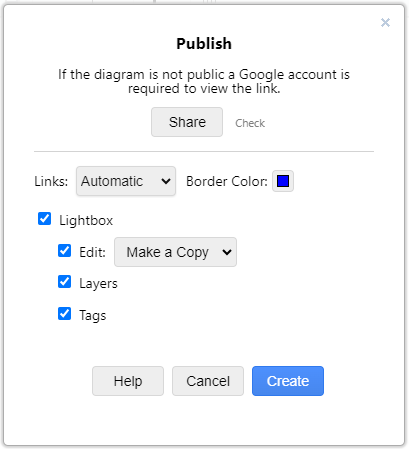 Publish
If the diagram is not public a Google account is
required to view the link.
Share Check
Links: Automatic Border Color:
Lightbox
Edit: Make a Copy
Layers
Tags
Help Cancel Create